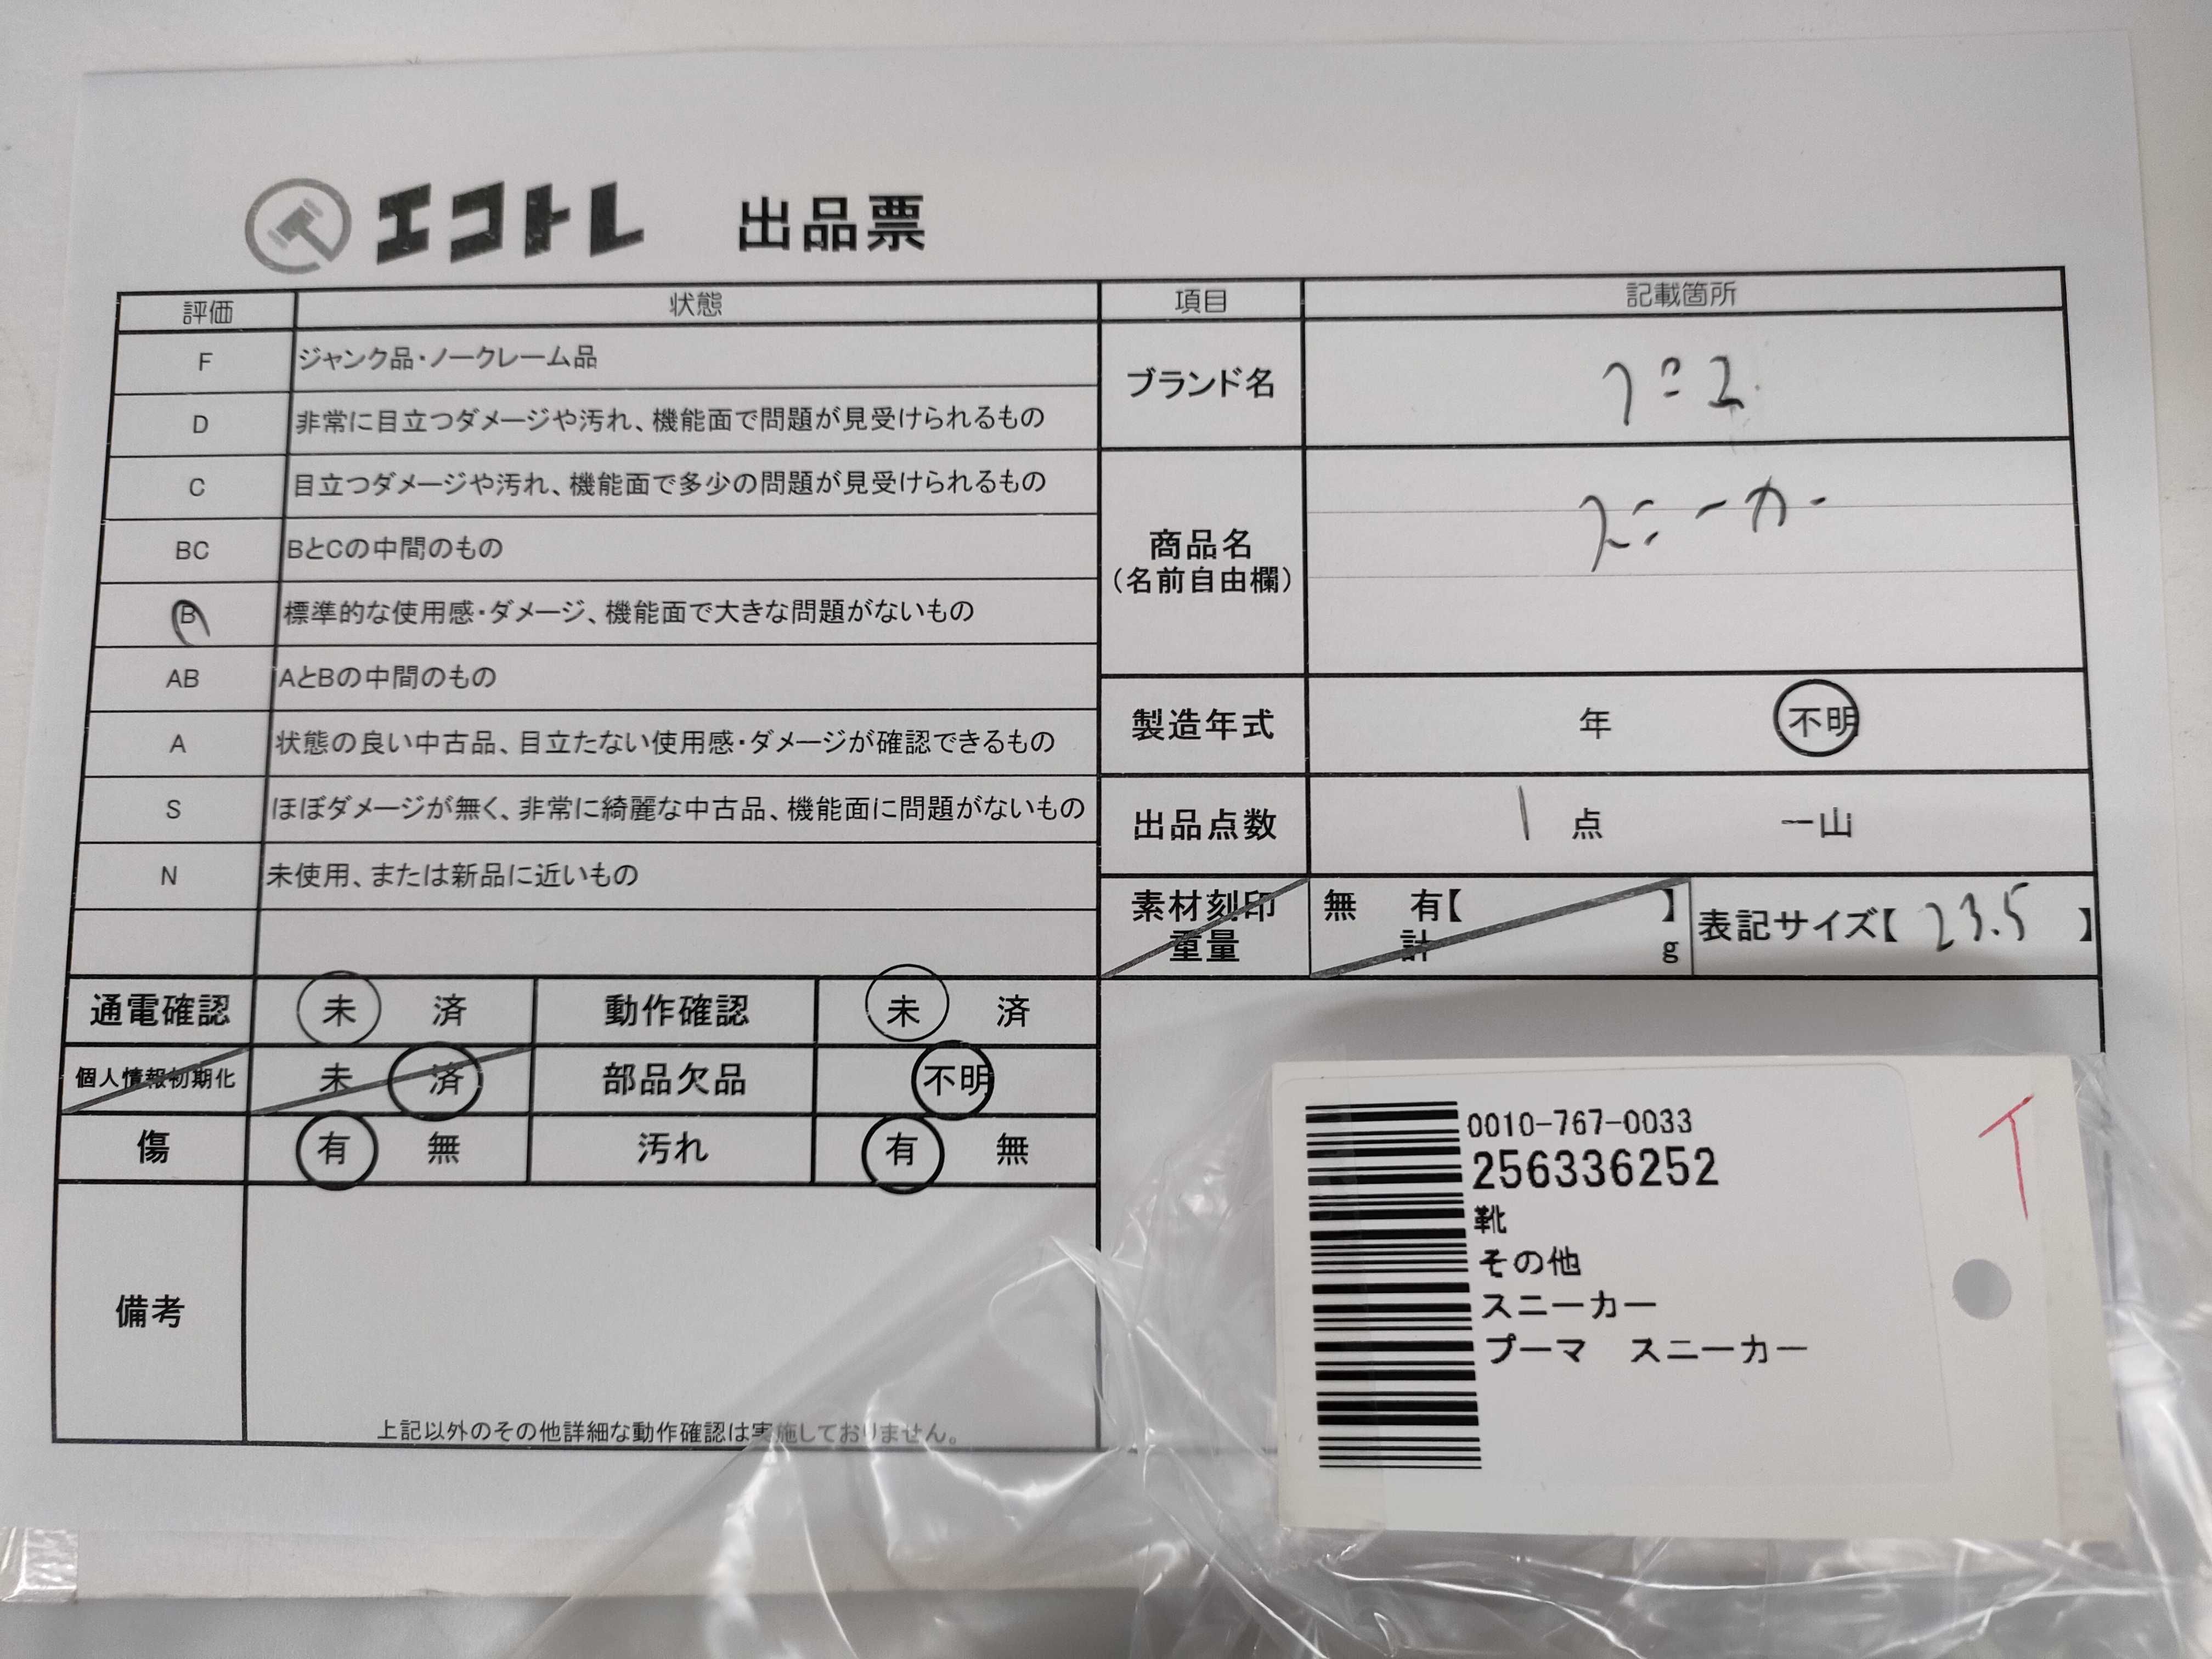 エコトレ 出品票
評価 状態 項目 記載箇所
F ジャンク品・ノークレーム品
D 非常に目立つダメージや汚れ、機能面で問題が見受けられるもの
C 目立つダメージや汚れ、機能面で多少の問題が見受けられるもの
BC BとCの中間のもの
B 標準的な使用感・ダメージ、機能面で大きな問題がないもの
AB AとBの中間のもの
A 状態の良い中古品、目立たない使用感・ダメージが確認できるもの
S ほぼダメージが無く、非常に綺麗な中古品、機能面に問題がないもの
N 未使用、または新品に近いもの
ブランド名
商品名 スニーカー
(名前自由欄)
製造年式 年 不明
出品点数 1 点 一山
素材刻印 無 有【 】
重量 計 g
表記サイズ【 23.5 】
通電確認 未 済 動作確認 未 済
個人情報初期化 未 済 部品欠品 不明
傷 有 無 汚れ 有 無
備考
上記以外のその他詳細な動作確認は実施しておりません。
0010-767-0033
256336252
靴
その他
スニーカー
プーマ スニーカー